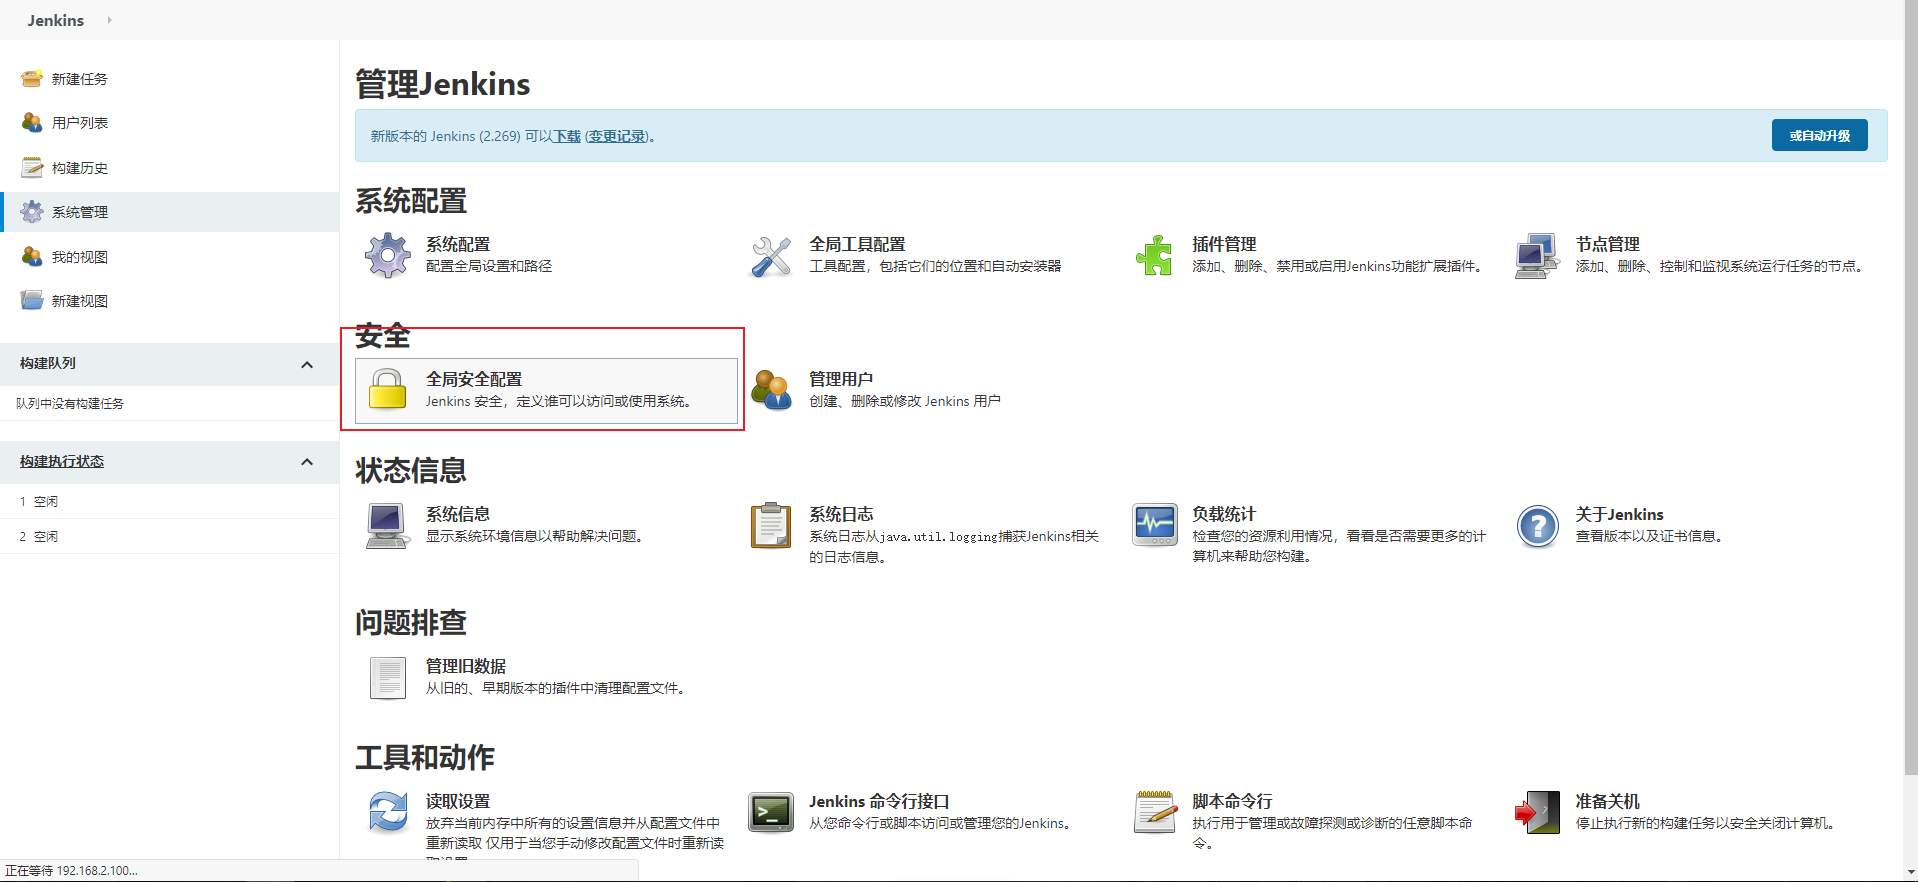 Jenkins
新建任务
用户列表
构建历史
系统管理
我的视图
新建视图
构建队列
队列中没有构建任务
构建执行状态
1 空闲
2 空闲
管理Jenkins
新版本的 Jenkins (2.269) 可以下载 (变更记录)。
或自动升级
系统配置
系统配置
配置全局设置和路径
全局工具配置
工具配置，包括它们的位置和自动安装器
插件管理
添加、删除、禁用或启用Jenkins功能扩展插件。
节点管理
添加、删除、控制和监视系统运行任务的节点。
安全
全局安全配置
Jenkins 安全，定义谁可以访问或使用系统。
管理用户
创建、删除或修改 Jenkins 用户
状态信息
系统信息
显示系统环境信息以帮助解决问题。
系统日志
系统日志从java.util.logging捕获Jenkins相关
的日志信息。
负载统计
检查您的资源利用情况，看看是否需要更多的计
算机来帮助您构建。
关于Jenkins
查看版本以及证书信息。
问题排查
管理旧数据
从旧的、早期版本的插件中清理配置文件。
工具和动作
读取设置
放弃当前内存中所有的设置信息并从配置文件中
重新读取 仅用于当您手动修改配置文件时重新读
取设置
Jenkins 命令行接口
从您命令行或脚本访问或管理您的Jenkins。
脚本命令行
执行用于管理或故障探测或诊断的任意脚本命
令。
准备关机
停止执行新的构建任务以安全关闭计算机。
正在等待 192.168.2.100...